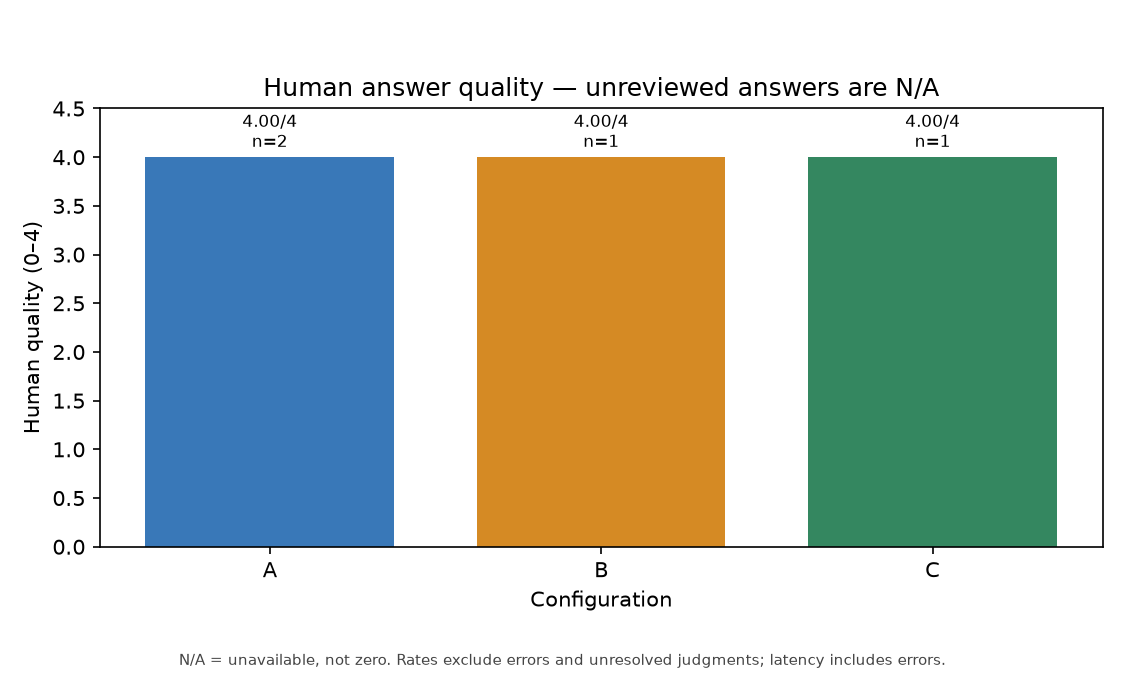 Human answer quality — unreviewed answers are N/A
4.5
4.0
3.5
3.0
2.5
2.0
1.5
1.0
0.5
0.0
Human quality (0–4)
4.00/4
n=2
4.00/4
n=1
4.00/4
n=1
A
B
C
Configuration
N/A = unavailable, not zero. Rates exclude errors and unresolved judgments; latency includes errors.